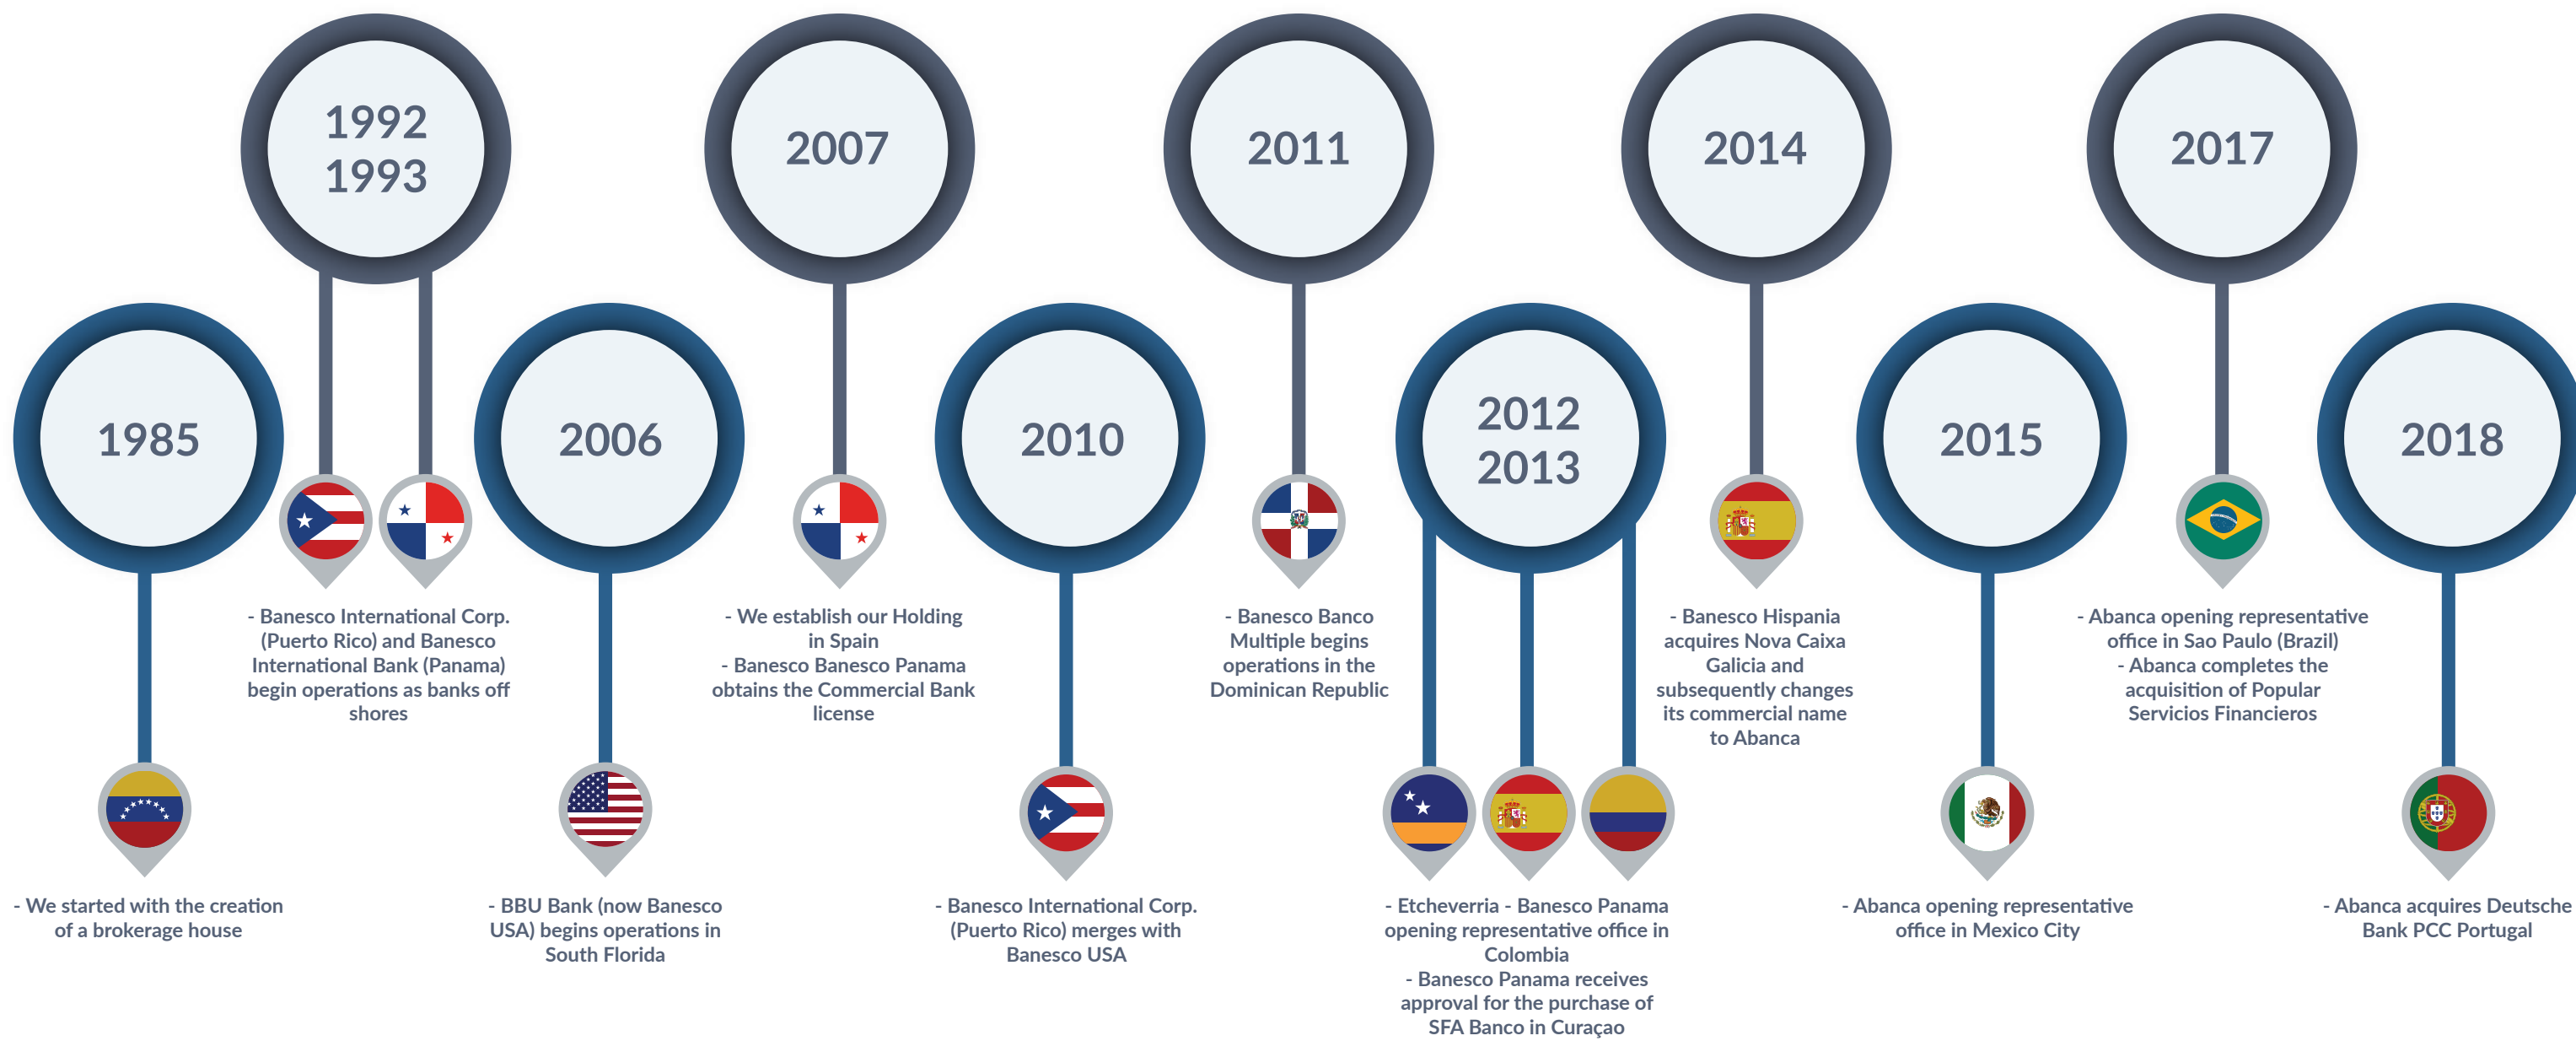 1985
- We started with the creation
of a brokerage house
1992
1993
- Banesco International Corp.
(Puerto Rico) and Banesco
International Bank (Panama)
begin operations as banks off
shores
2006
- BBU Bank (now Banesco
USA) begins operations in
South Florida
2007
- We establish our Holding
in Spain
- Banesco Banesco Panama
obtains the Commercial Bank
license
2010
- Banesco International Corp.
(Puerto Rico) merges with
Banesco USA
2011
- Banesco Banco
Multiple begins
operations in the
Dominican Republic
2012
2013
- Etcheverria - Banesco Panama
opening representative office in
Colombia
- Banesco Panama receives
approval for the purchase of
SFA Banco in Curaçao
2014
- Banesco Hispania
acquires Nova Caixa
Galicia and
subsequently changes
its commercial name
to Abanca
2015
- Abanca opening representative
office in Mexico City
2017
- Abanca opening representative
office in Sao Paulo (Brazil)
- Abanca completes the
acquisition of Popular
Servicios Financieros
2018
- Abanca acquires Deutsche
Bank PCC Portugal